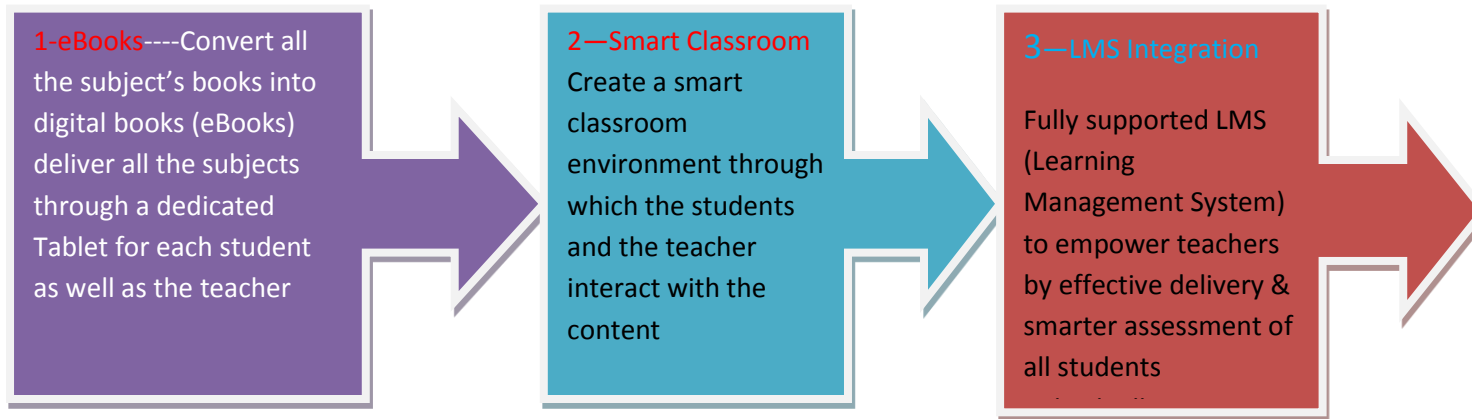 1-eBooks----Convert all
the subject’s books into
digital books (eBooks)
deliver all the subjects
through a dedicated
Tablet for each student
as well as the teacher
2—Smart Classroom
Create a smart
classroom
environment through
which the students
and the teacher
interact with the
content
3—LMS Integration
Fully supported LMS
(Learning
Management System)
to empower teachers
by effective delivery &
smarter assessment of
all students